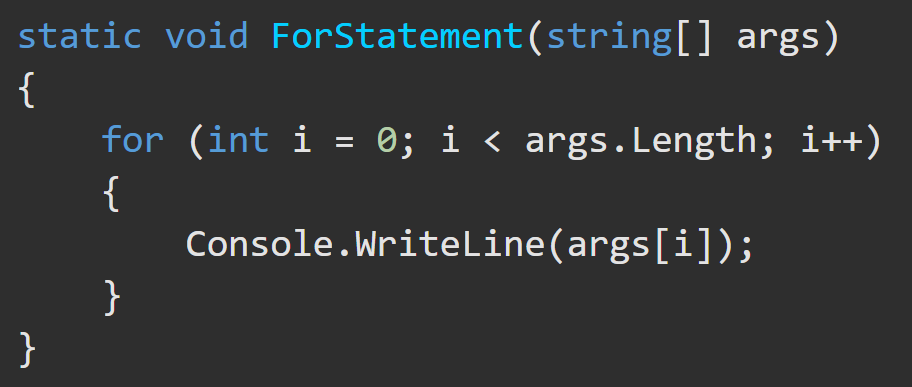 static void ForStatement(string[] args)
{
    for (int i = 0; i < args.Length; i++)
    {
        Console.WriteLine(args[i]);
    }
}